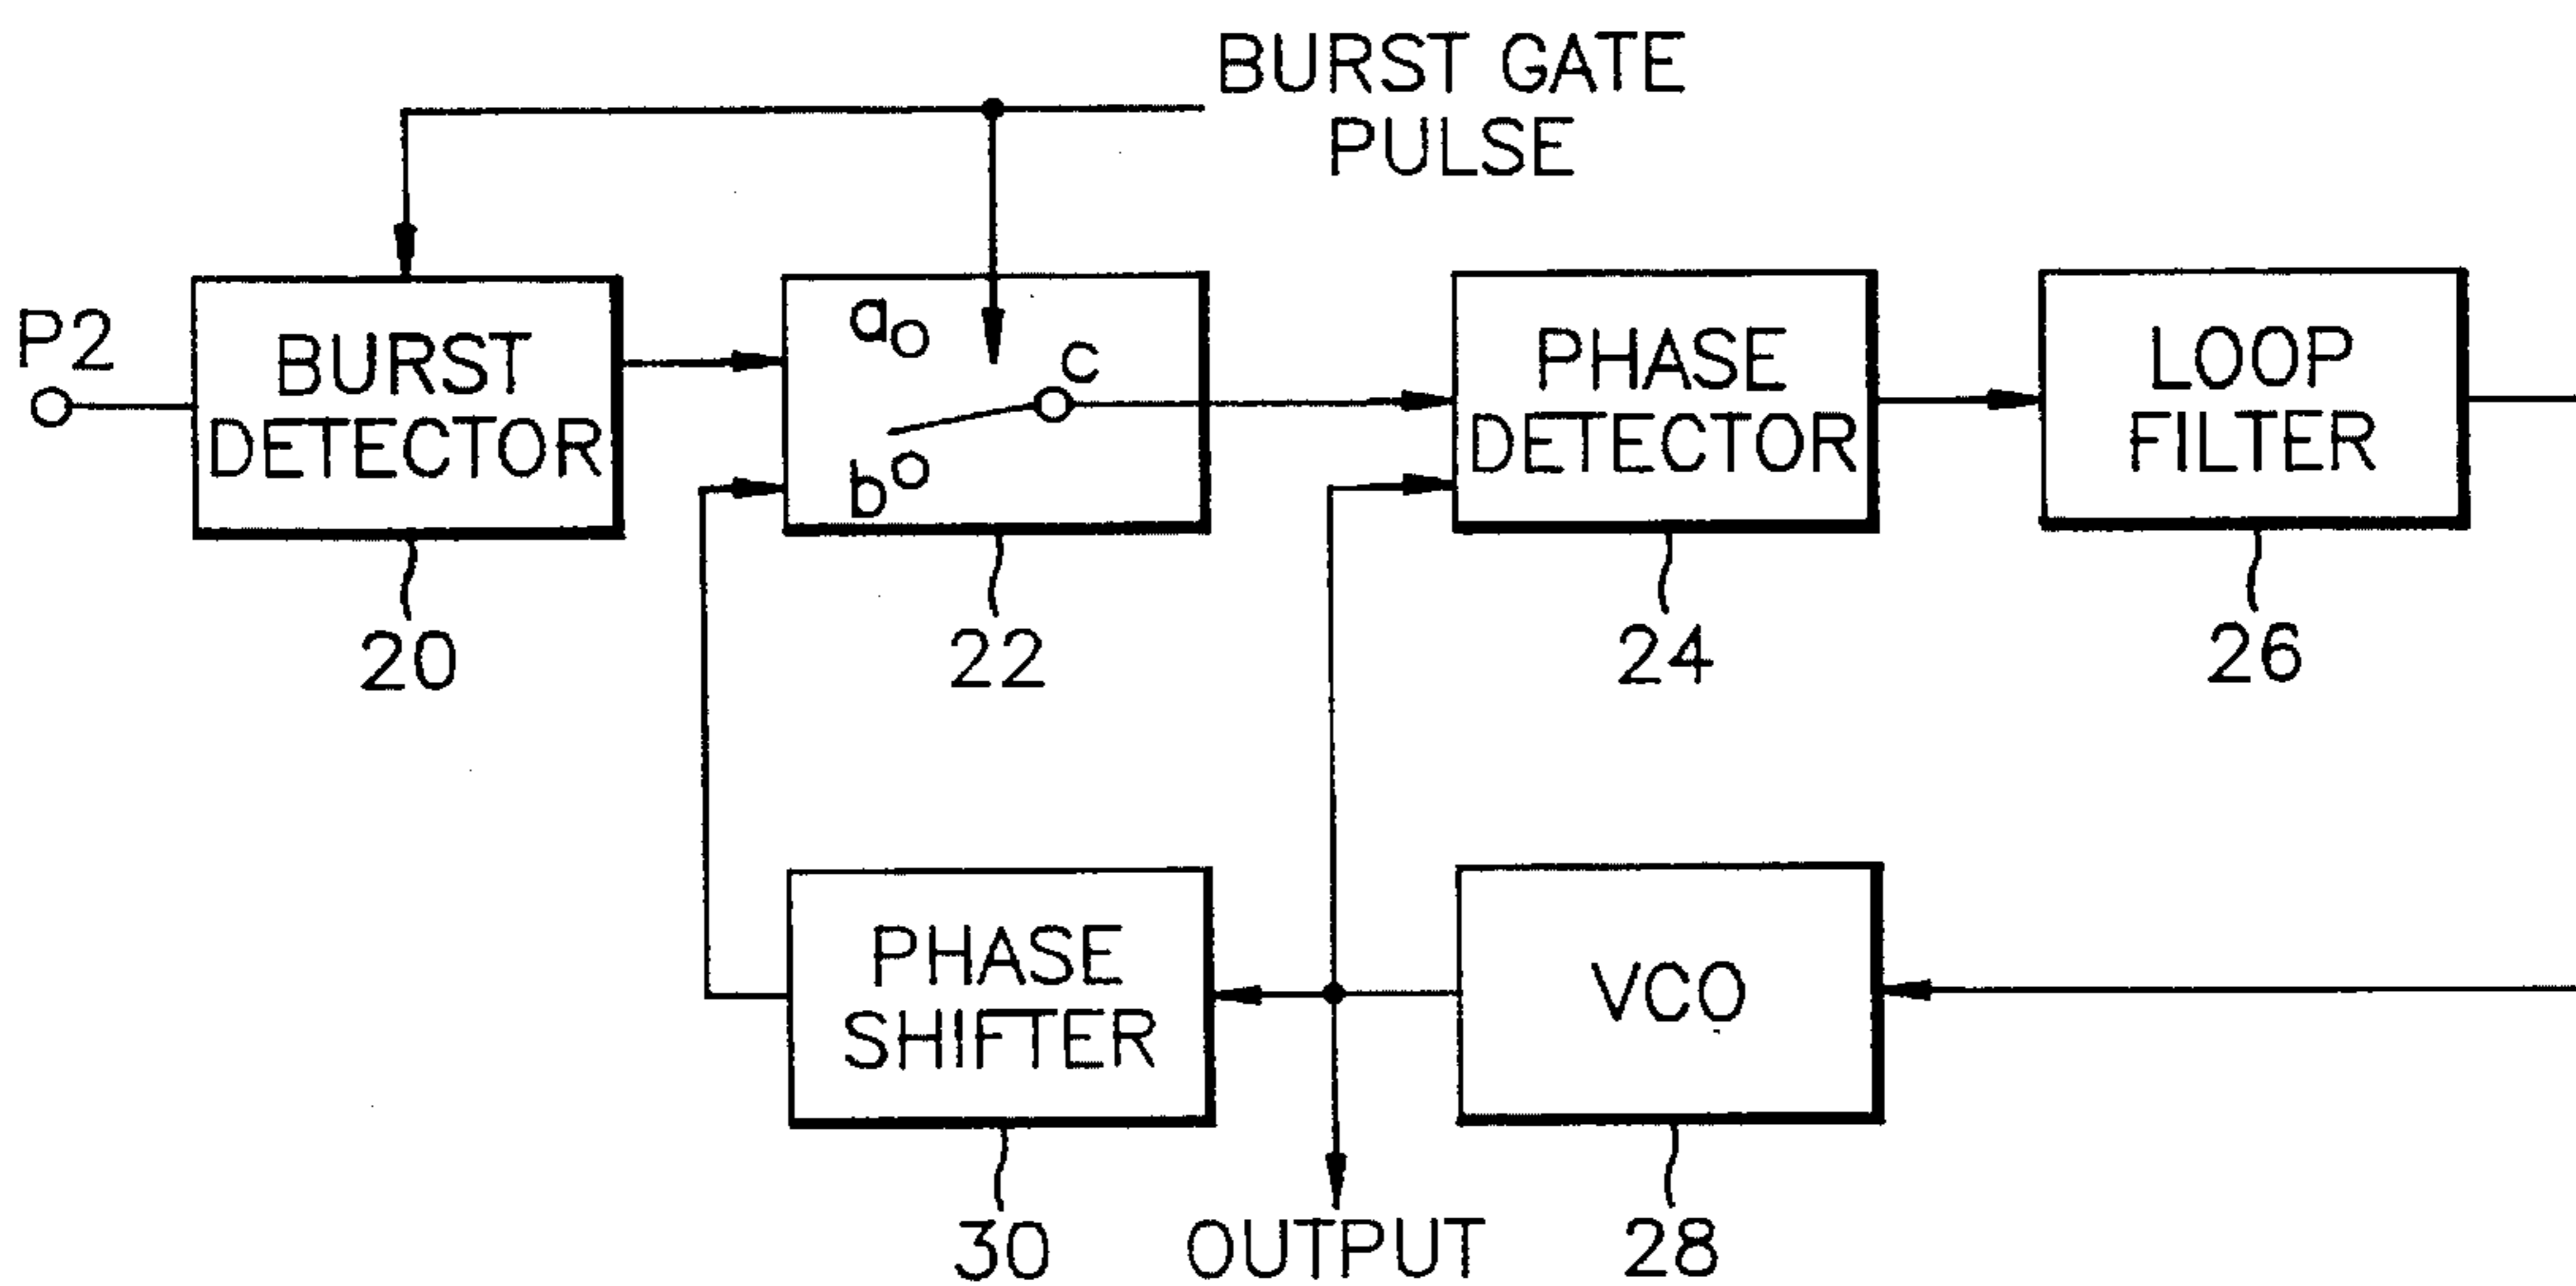 BURST GATE
PULSE
P2
BURST
DETECTOR
a
b
c
PHASE
DETECTOR
LOOP
FILTER
20
22
24
26
PHASE
SHIFTER
VCO
30
OUTPUT
28